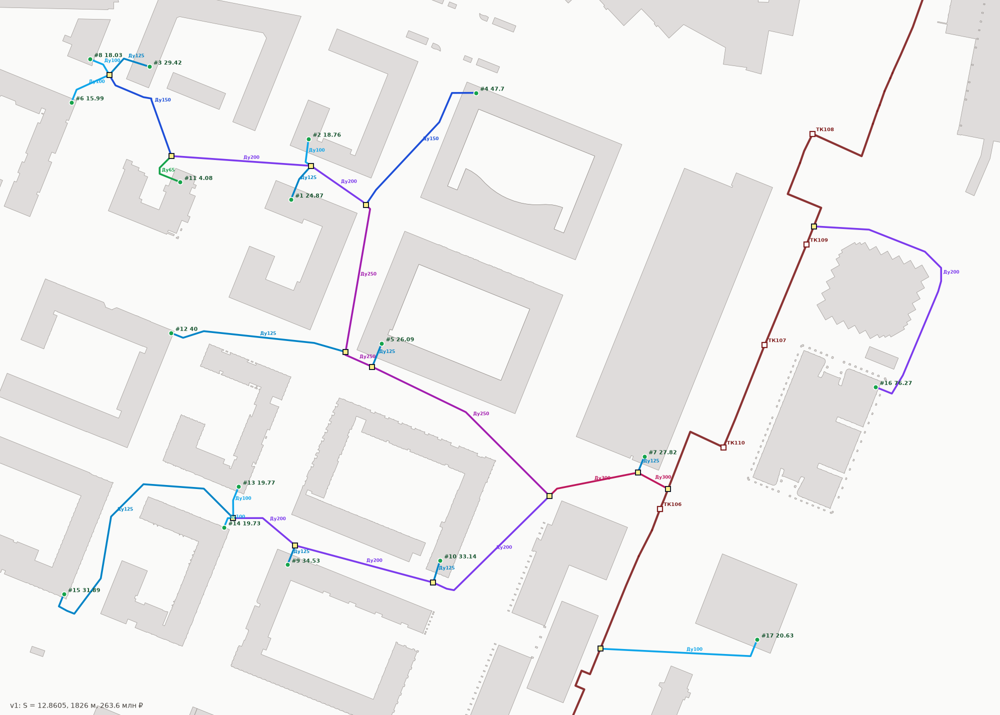 #8 18.03
Ду125
Ду100
#3 29.42
Ду100
#6 15.99
Ду150
#4 47.7
Ду150
ТК108
#2 18.76
Ду100
Ду200
Ду65
#11 4.08
Ду125
Ду200
#1 24.87
ТК109
Ду250
Ду200
#12 40
Ду125
#5 26.09
Ду125
Ду250
ТК107
#16 76.27
Ду250
ТК110
#7 27.82
Ду125
Ду300
Ду300
#13 19.77
Ду100
ТК106
Ду125
Ду100
Ду200
#14 19.73
Ду200
Ду125
#9 34.53
Ду200
#10 33.14
Ду125
#15 31.89
#17 20.63
Ду100
v1: S = 12.8605, 1826 м, 263.6 млн ₽